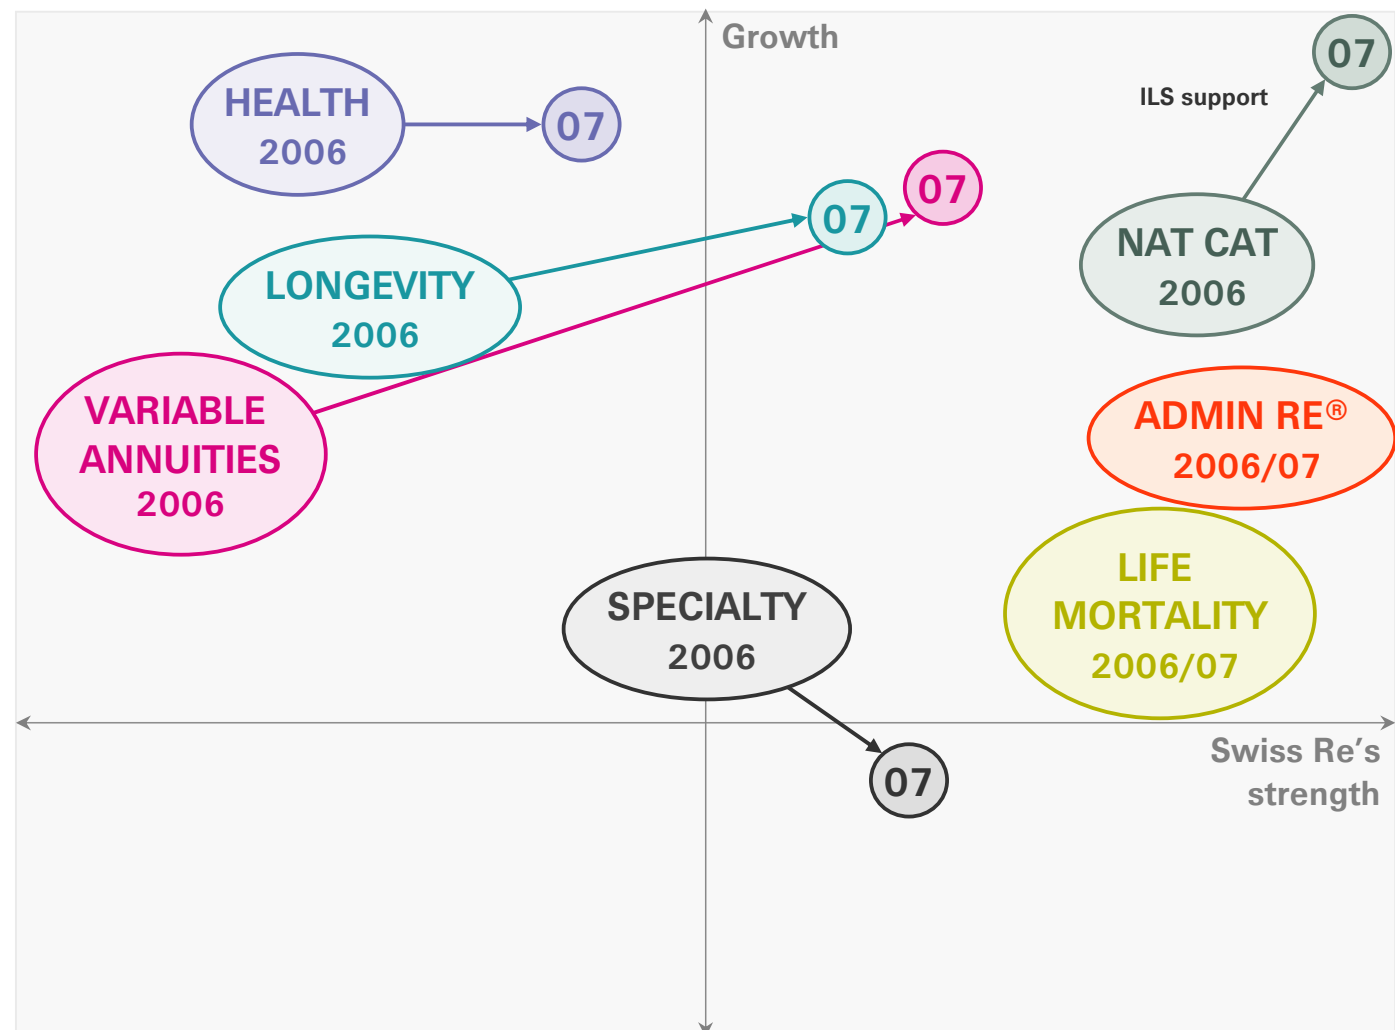 Growth
07
ILS support
HEALTH
2006
07
07
07
NAT CAT
2006
LONGEVITY
2006
VARIABLE
ANNUITIES
2006
ADMIN RE®
2006/07
LIFE
MORTALITY
2006/07
SPECIALTY
2006
Swiss Re’s
strength
07